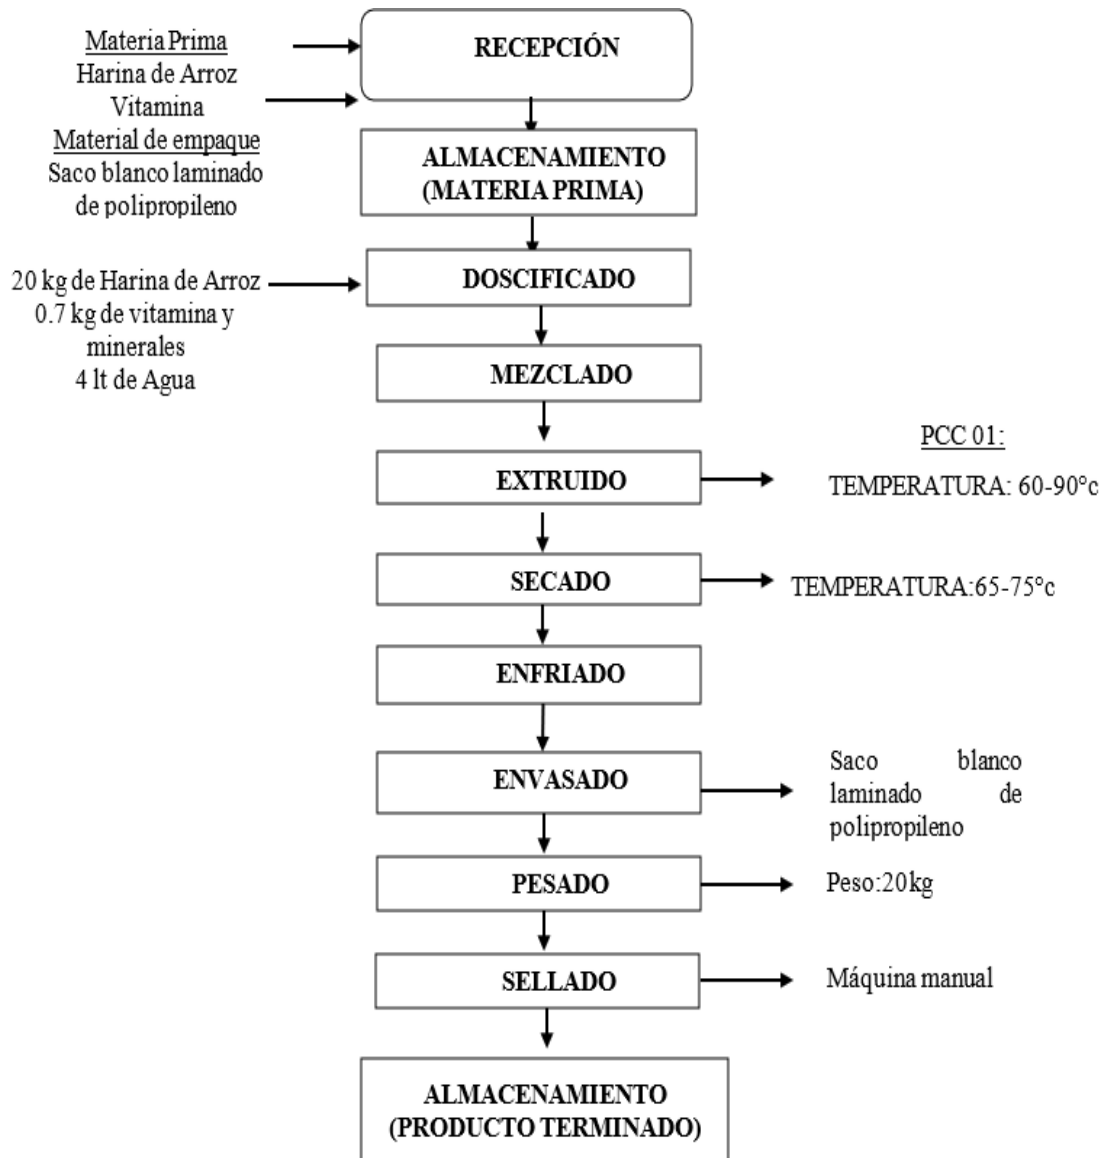 Materia Prima
Harina de Arroz
Vitamina
Material de empaque
Saco blanco laminado
de polipropileno
RECEPCIÓN
ALMACENAMIENTO
(MATERIA PRIMA)
20 kg de Harina de Arroz
0.7 kg de vitamina y
minerales
4 lt de Agua
DOSCIFICADO
MEZCLADO
EXTRUIDO
PCC 01:
TEMPERATURA: 60-90°c
SECADO
TEMPERATURA:65-75°c
ENFRIADO
ENVASADO
Saco blanco
laminado de
polipropileno
PESADO
Peso:20kg
SELLADO
Máquina manual
ALMACENAMIENTO
(PRODUCTO TERMINADO)